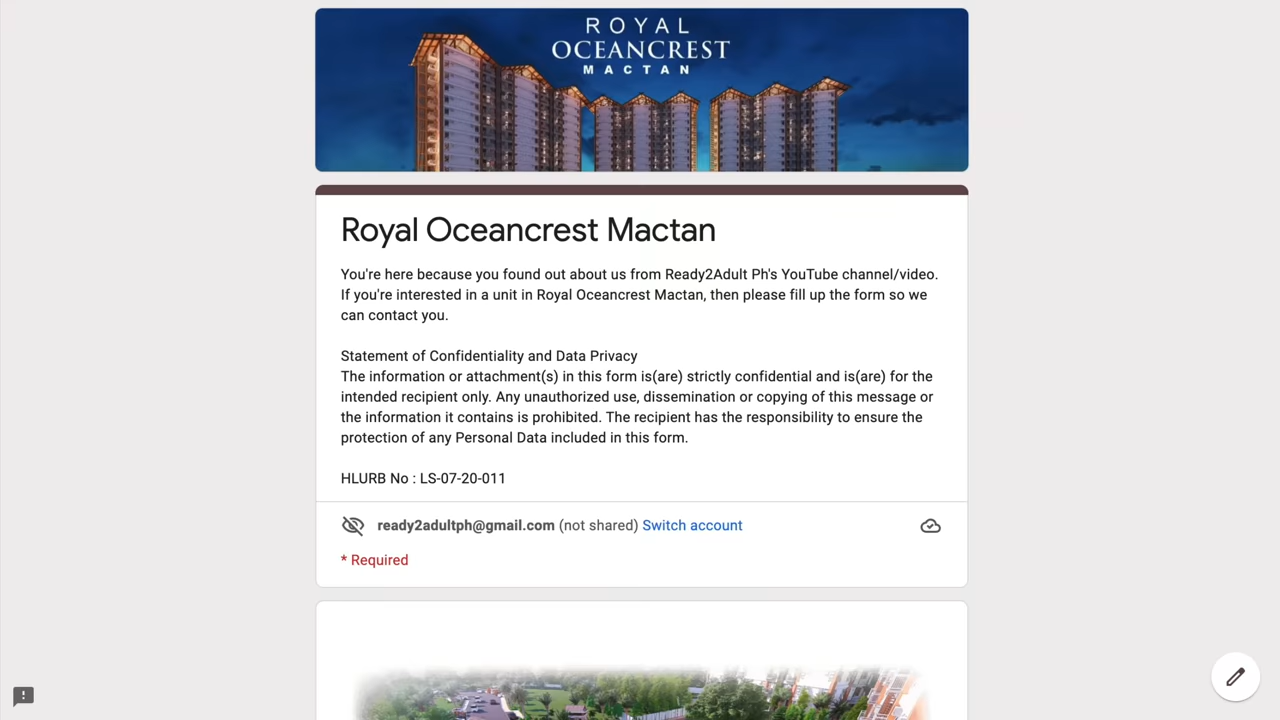 ROYAL
OCEANCREST
MACTAN
Royal Oceancrest Mactan
You're here because you found out about us from Ready2Adult Ph's YouTube channel/video.
If you're interested in a unit in Royal Oceancrest Mactan, then please fill up the form so we
can contact you.
Statement of Confidentiality and Data Privacy
The information or attachment(s) in this form is(are) strictly confidential and is(are) for the
intended recipient only. Any unauthorized use, dissemination or copying of this message or
the information it contains is prohibited. The recipient has the responsibility to ensure the
protection of any Personal Data included in this form.
HLURB No : LS-07-20-011
ready2adultph@gmail.com (not shared) Switch account
* Required